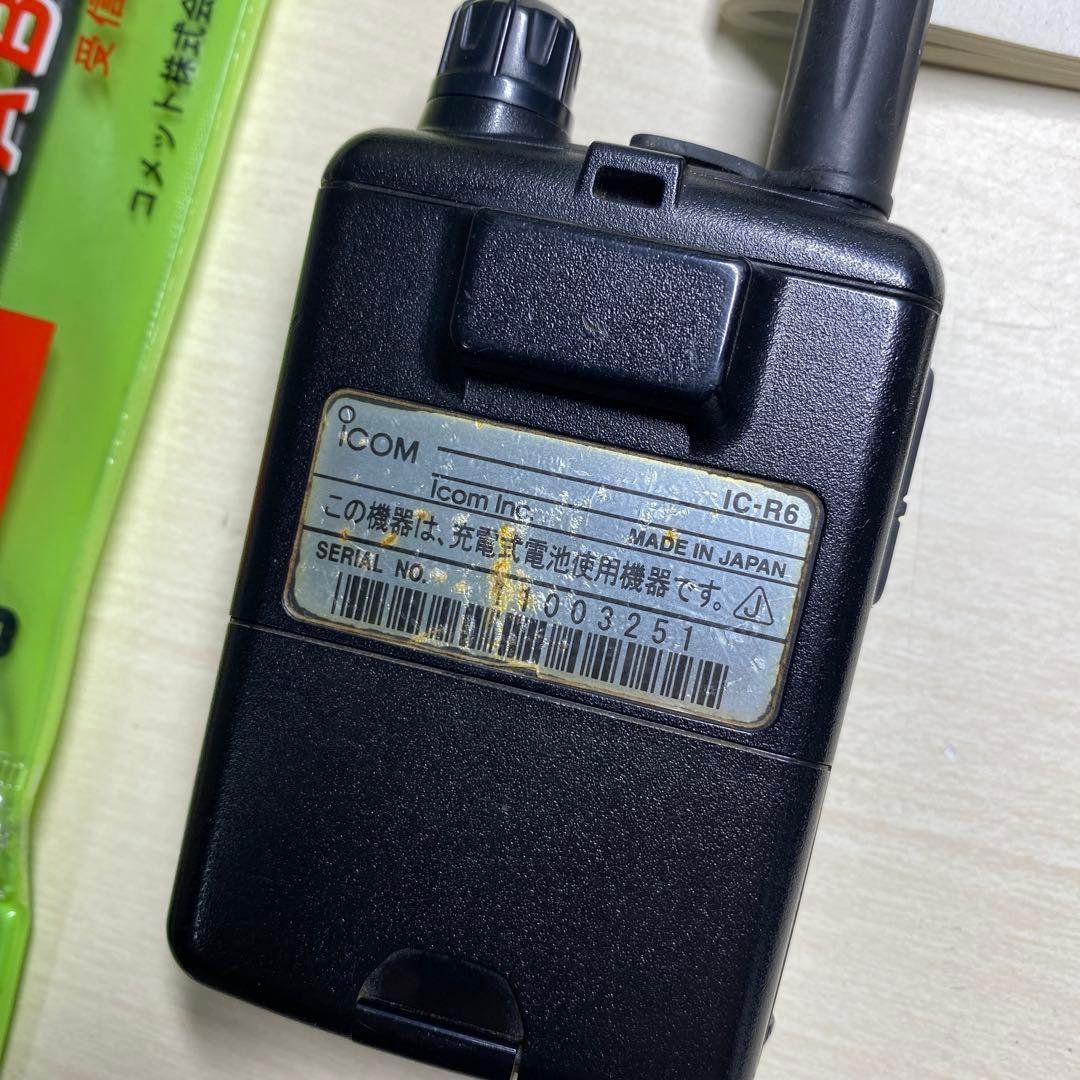 受信
コメット株式会
iCOM
IC-R6
icom Inc.
MADE IN JAPAN
この機器は、充電式電池使用機器です。
SERIAL NO.
1003251